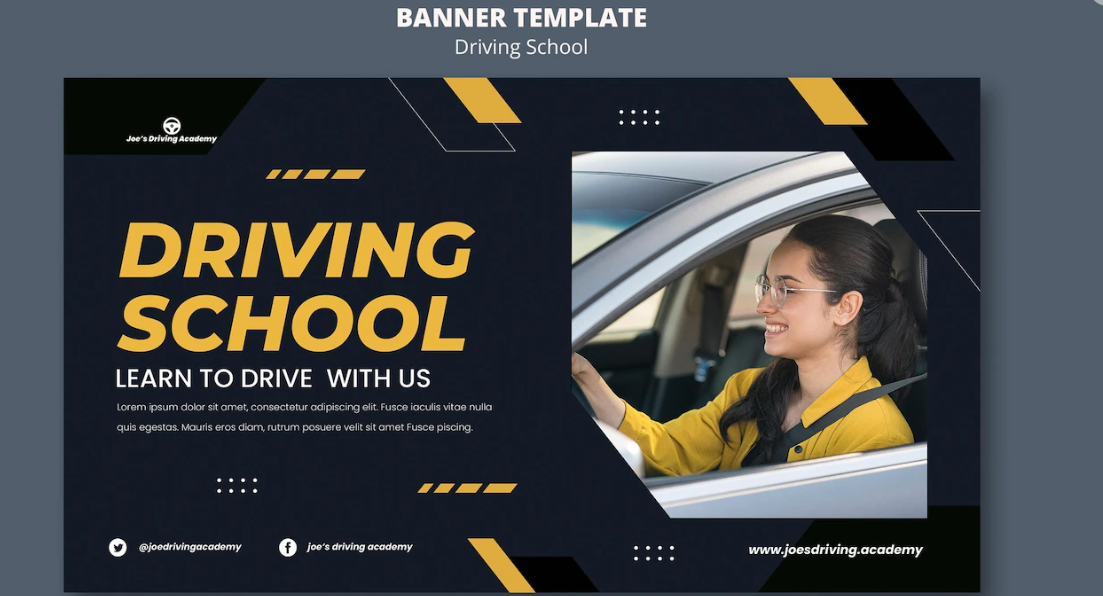 BANNER TEMPLATE
Driving School
Joe's Driving Academy
DRIVING
SCHOOL
LEARN TO DRIVE WITH US
Lorem ipsum dolor sit amet, consectetur adipiscing elit. Fusce iaculis vitae nulla
quis egestas. Mauris eros diam, rutrum posuere velit sit amet Fusce piscing.
@joedrivingacademy
joe's driving academy
www.joesdriving.academy